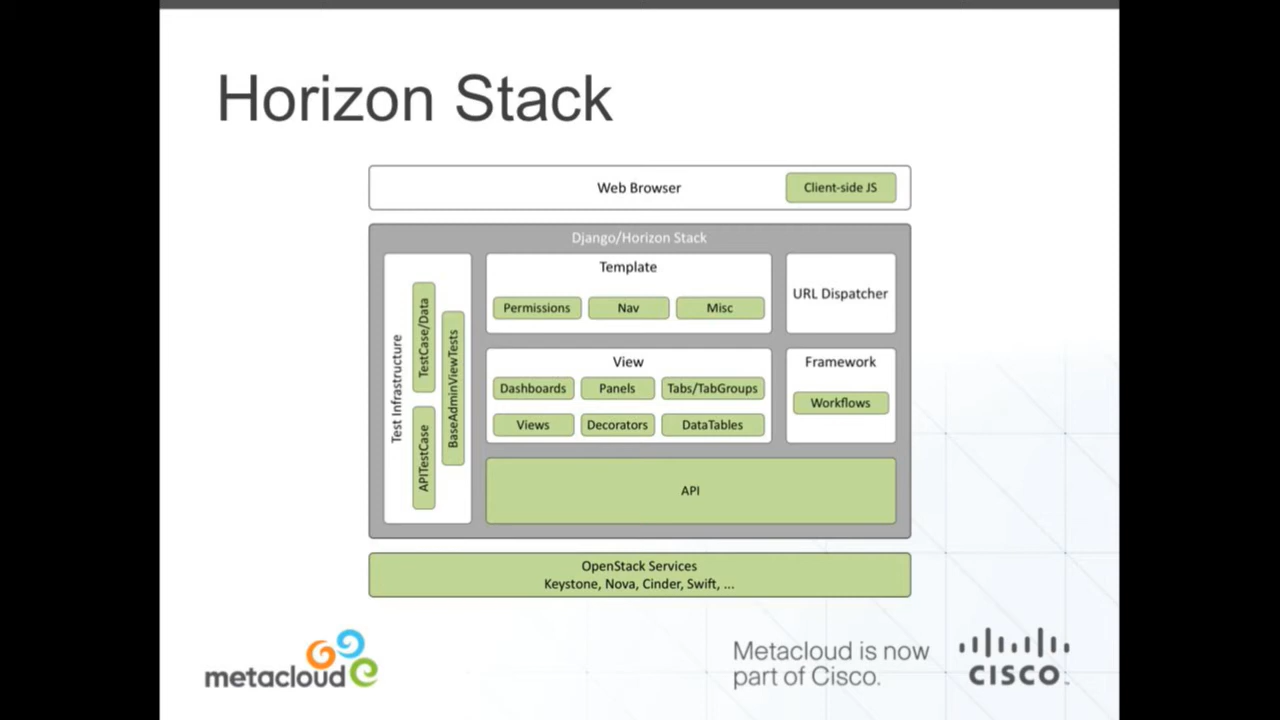 Horizon Stack
Web Browser
Client-side JS
Django/Horizon Stack
Test Infrastructure
TestCase/Data
APITestCase
BaseAdminViewTests
Template
Permissions
Nav
Misc
URL Dispatcher
View
Dashboards
Panels
Tabs/TabGroups
Views
Decorators
DataTables
Framework
Workflows
API
OpenStack Services
Keystone, Nova, Cinder, Swift, ...
metacloud
Metacloud is now
part of Cisco.
CISCO